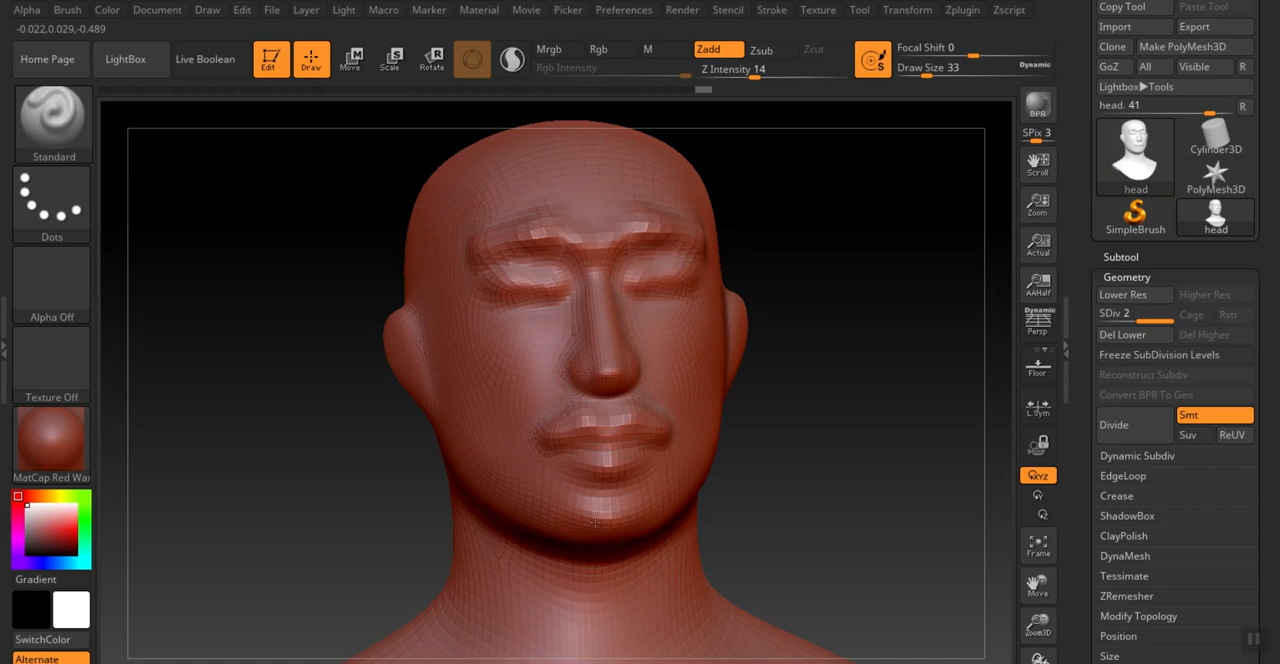 Alpha Brush Color Document Draw Edit File Layer Light Macro Marker Material Movie Picker Preferences Render Stencil Stroke Texture Tool Transform Zplugin Zscript
-0.022,0.029,-0.489
Home Page LightBox Live Boolean Edit Draw Move Scale Rotate
Mrgb Rgb M Zadd Zsub Zcut
Rgb Intensity Z Intensity 14
S Focal Shift 0
Draw Size 33 Dynamic
Standard
Dots
Alpha Off
Texture Off
MatCap Red Wax
Gradient
SwitchColor
Alternate
BPR
SPix 3
Scroll
Zoom
Actual
AAHalf
Dynamic
Persp
Floor
L.Sym
XYZ
Y
Z
Frame
Move
Zoom3D
Copy Tool Paste Tool
Import Export
Clone Make PolyMesh3D
GoZ All Visible R
Lightbox▶Tools
head. 41 R
head Cylinder3D
PolyMesh3D
SimpleBrush head
Subtool
Geometry
Lower Res Higher Res
SDiv 2 Cage Rstr
Del Lower Del Higher
Freeze SubDivision Levels
Reconstruct Subdiv
Convert BPR To Geo
Divide Smt
Suv ReUV
Dynamic Subdiv
EdgeLoop
Crease
ShadowBox
ClayPolish
DynaMesh
Tessimate
ZRemesher
Modify Topology
Position
Size